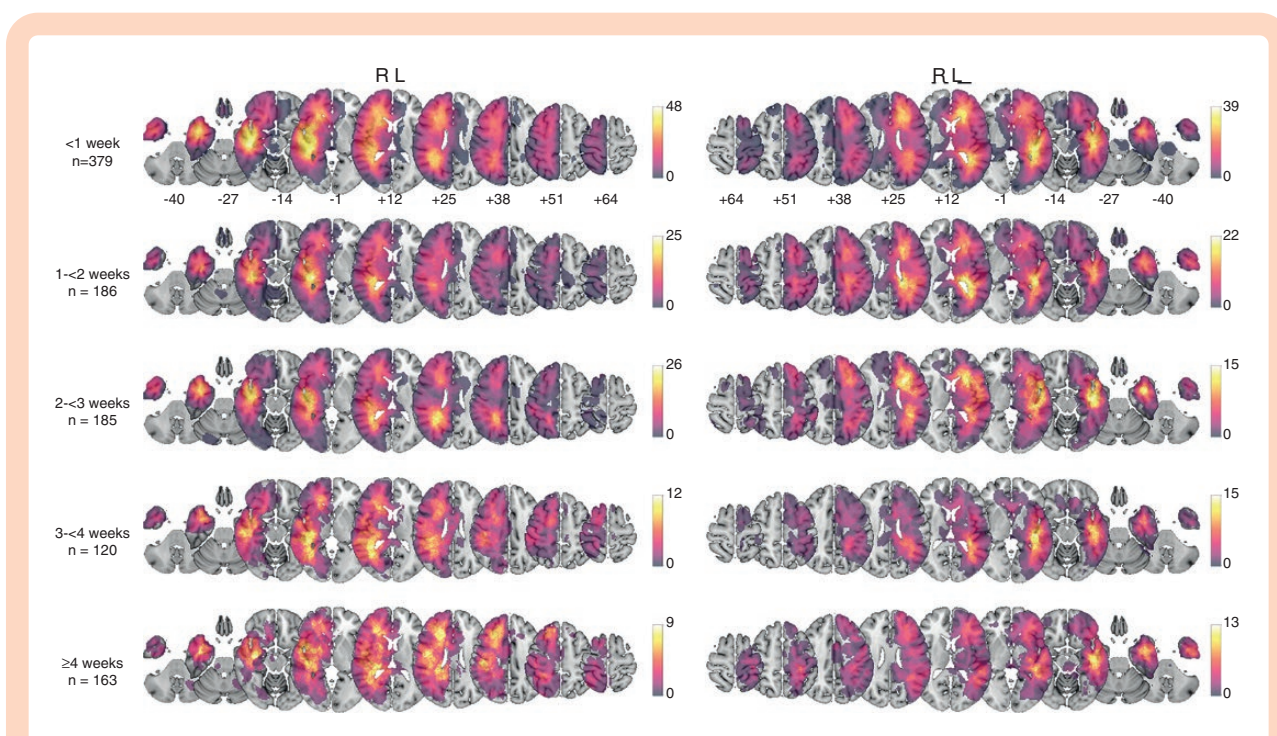 R L
R L
<1 week
n=379
48
0
39
0
-40 -27 -14 -1 +12 +25 +38 +51 +64
+64 +51 +38 +25 +12 -1 -14 -27 -40
1-<2 weeks
n = 186
25
0
22
0
2-<3 weeks
n = 185
26
0
15
0
3-<4 weeks
n = 120
12
0
15
0
≥4 weeks
n = 163
9
0
13
0